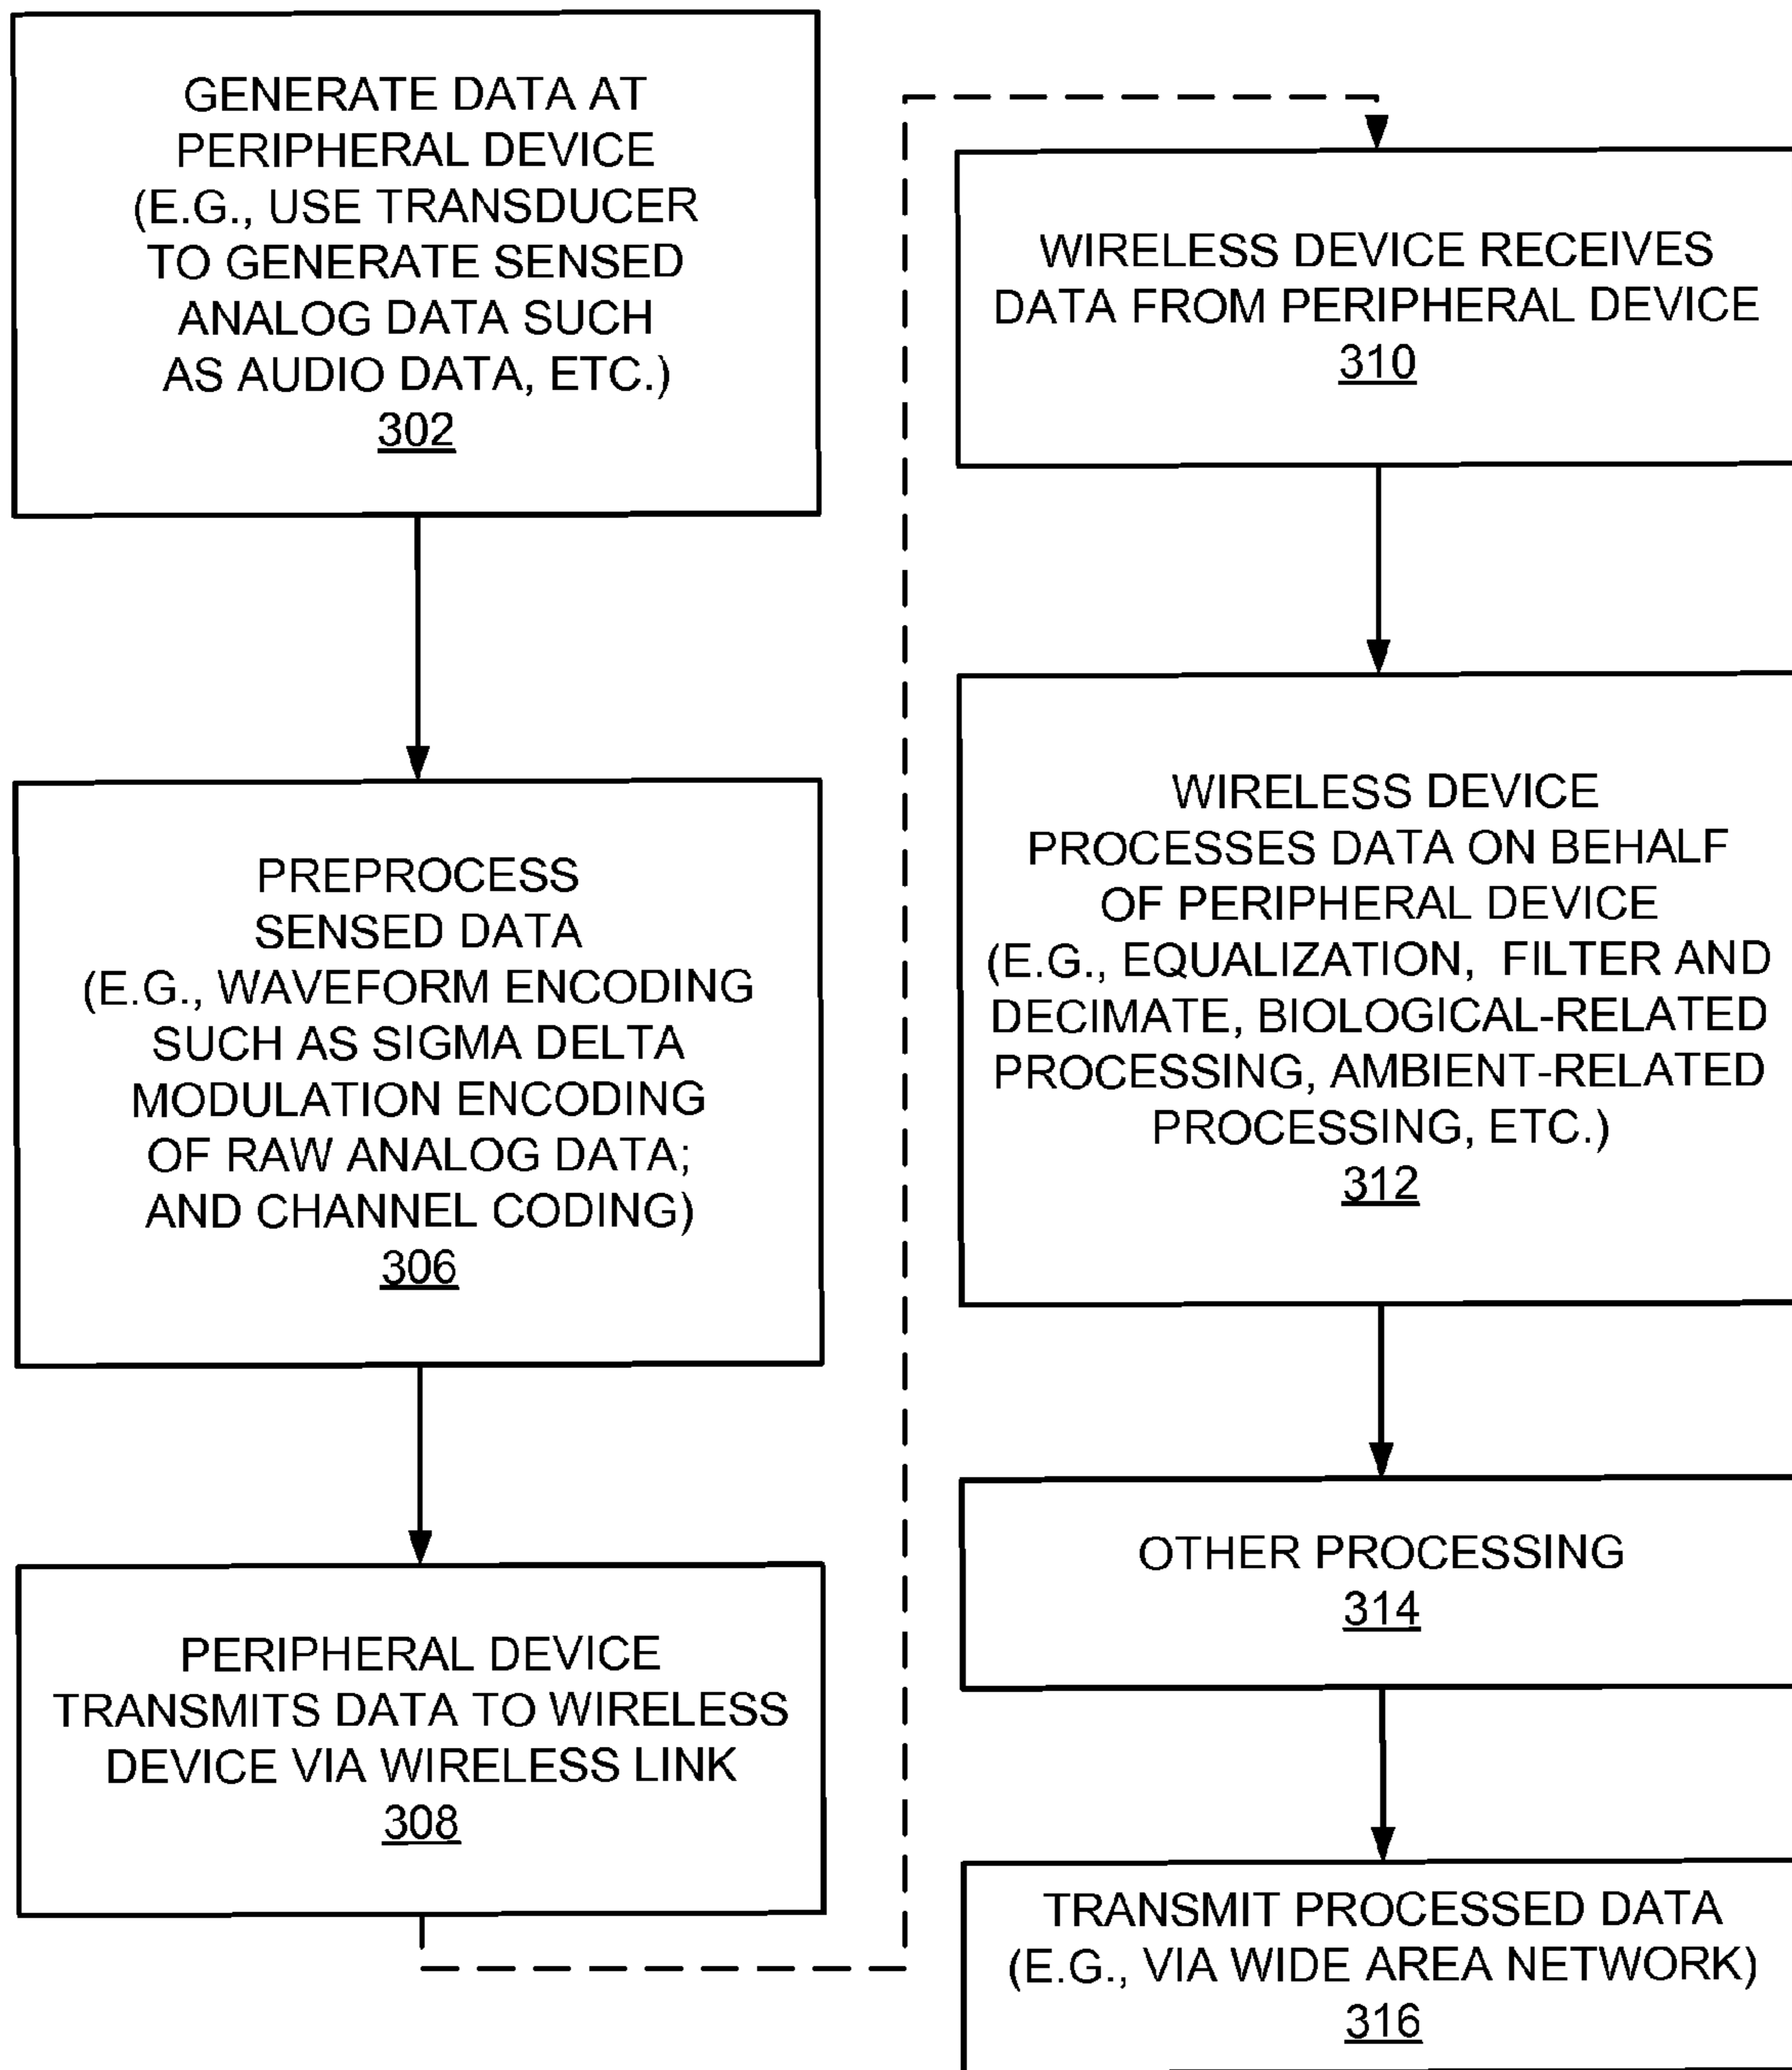 GENERATE DATA AT
PERIPHERAL DEVICE
(E.G., USE TRANSDUCER
TO GENERATE SENSED
ANALOG DATA SUCH
AS AUDIO DATA, ETC.)
302
PREPROCESS
SENSED DATA
(E.G., WAVEFORM ENCODING
SUCH AS SIGMA DELTA
MODULATION ENCODING
OF RAW ANALOG DATA;
AND CHANNEL CODING)
306
PERIPHERAL DEVICE
TRANSMITS DATA TO WIRELESS
DEVICE VIA WIRELESS LINK
308
WIRELESS DEVICE RECEIVES
DATA FROM PERIPHERAL DEVICE
310
WIRELESS DEVICE
PROCESSES DATA ON BEHALF
OF PERIPHERAL DEVICE
(E.G., EQUALIZATION, FILTER AND
DECIMATE, BIOLOGICAL-RELATED
PROCESSING, AMBIENT-RELATED
PROCESSING, ETC.)
312
OTHER PROCESSING
314
TRANSMIT PROCESSED DATA
(E.G., VIA WIDE AREA NETWORK)
316